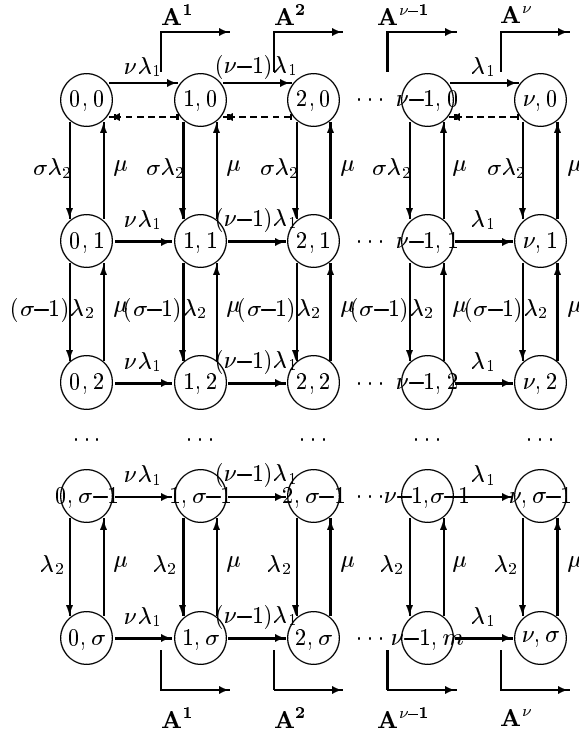 A¹ A² A^{ν−1} A^ν
νλ₁ (ν−1)λ₁ λ₁
0, 0 1, 0 2, 0 ··· ν−1, 0 ν, 0
σλ₂ μ σλ₂ μ σλ₂ μ σλ₂ μ σλ₂ μ
νλ₁ (ν−1)λ₁ λ₁
0, 1 1, 1 2, 1 ··· ν−1, 1 ν, 1
(σ−1)λ₂ μ (σ−1)λ₂ μ (σ−1)λ₂ μ (σ−1)λ₂ μ (σ−1)λ₂ μ
νλ₁ (ν−1)λ₁ λ₁
0, 2 1, 2 2, 2 ··· ν−1, 2 ν, 2
··· ··· ··· ··· ···
νλ₁ (ν−1)λ₁ λ₁
0, σ−1 1, σ−1 2, σ−1 ··· ν−1, σ−1 ν, σ−1
λ₂ μ λ₂ μ λ₂ μ λ₂ μ λ₂ μ
νλ₁ (ν−1)λ₁ λ₁
0, σ 1, σ 2, σ ··· ν−1, m ν, σ
A¹ A² A^{ν−1} A^ν